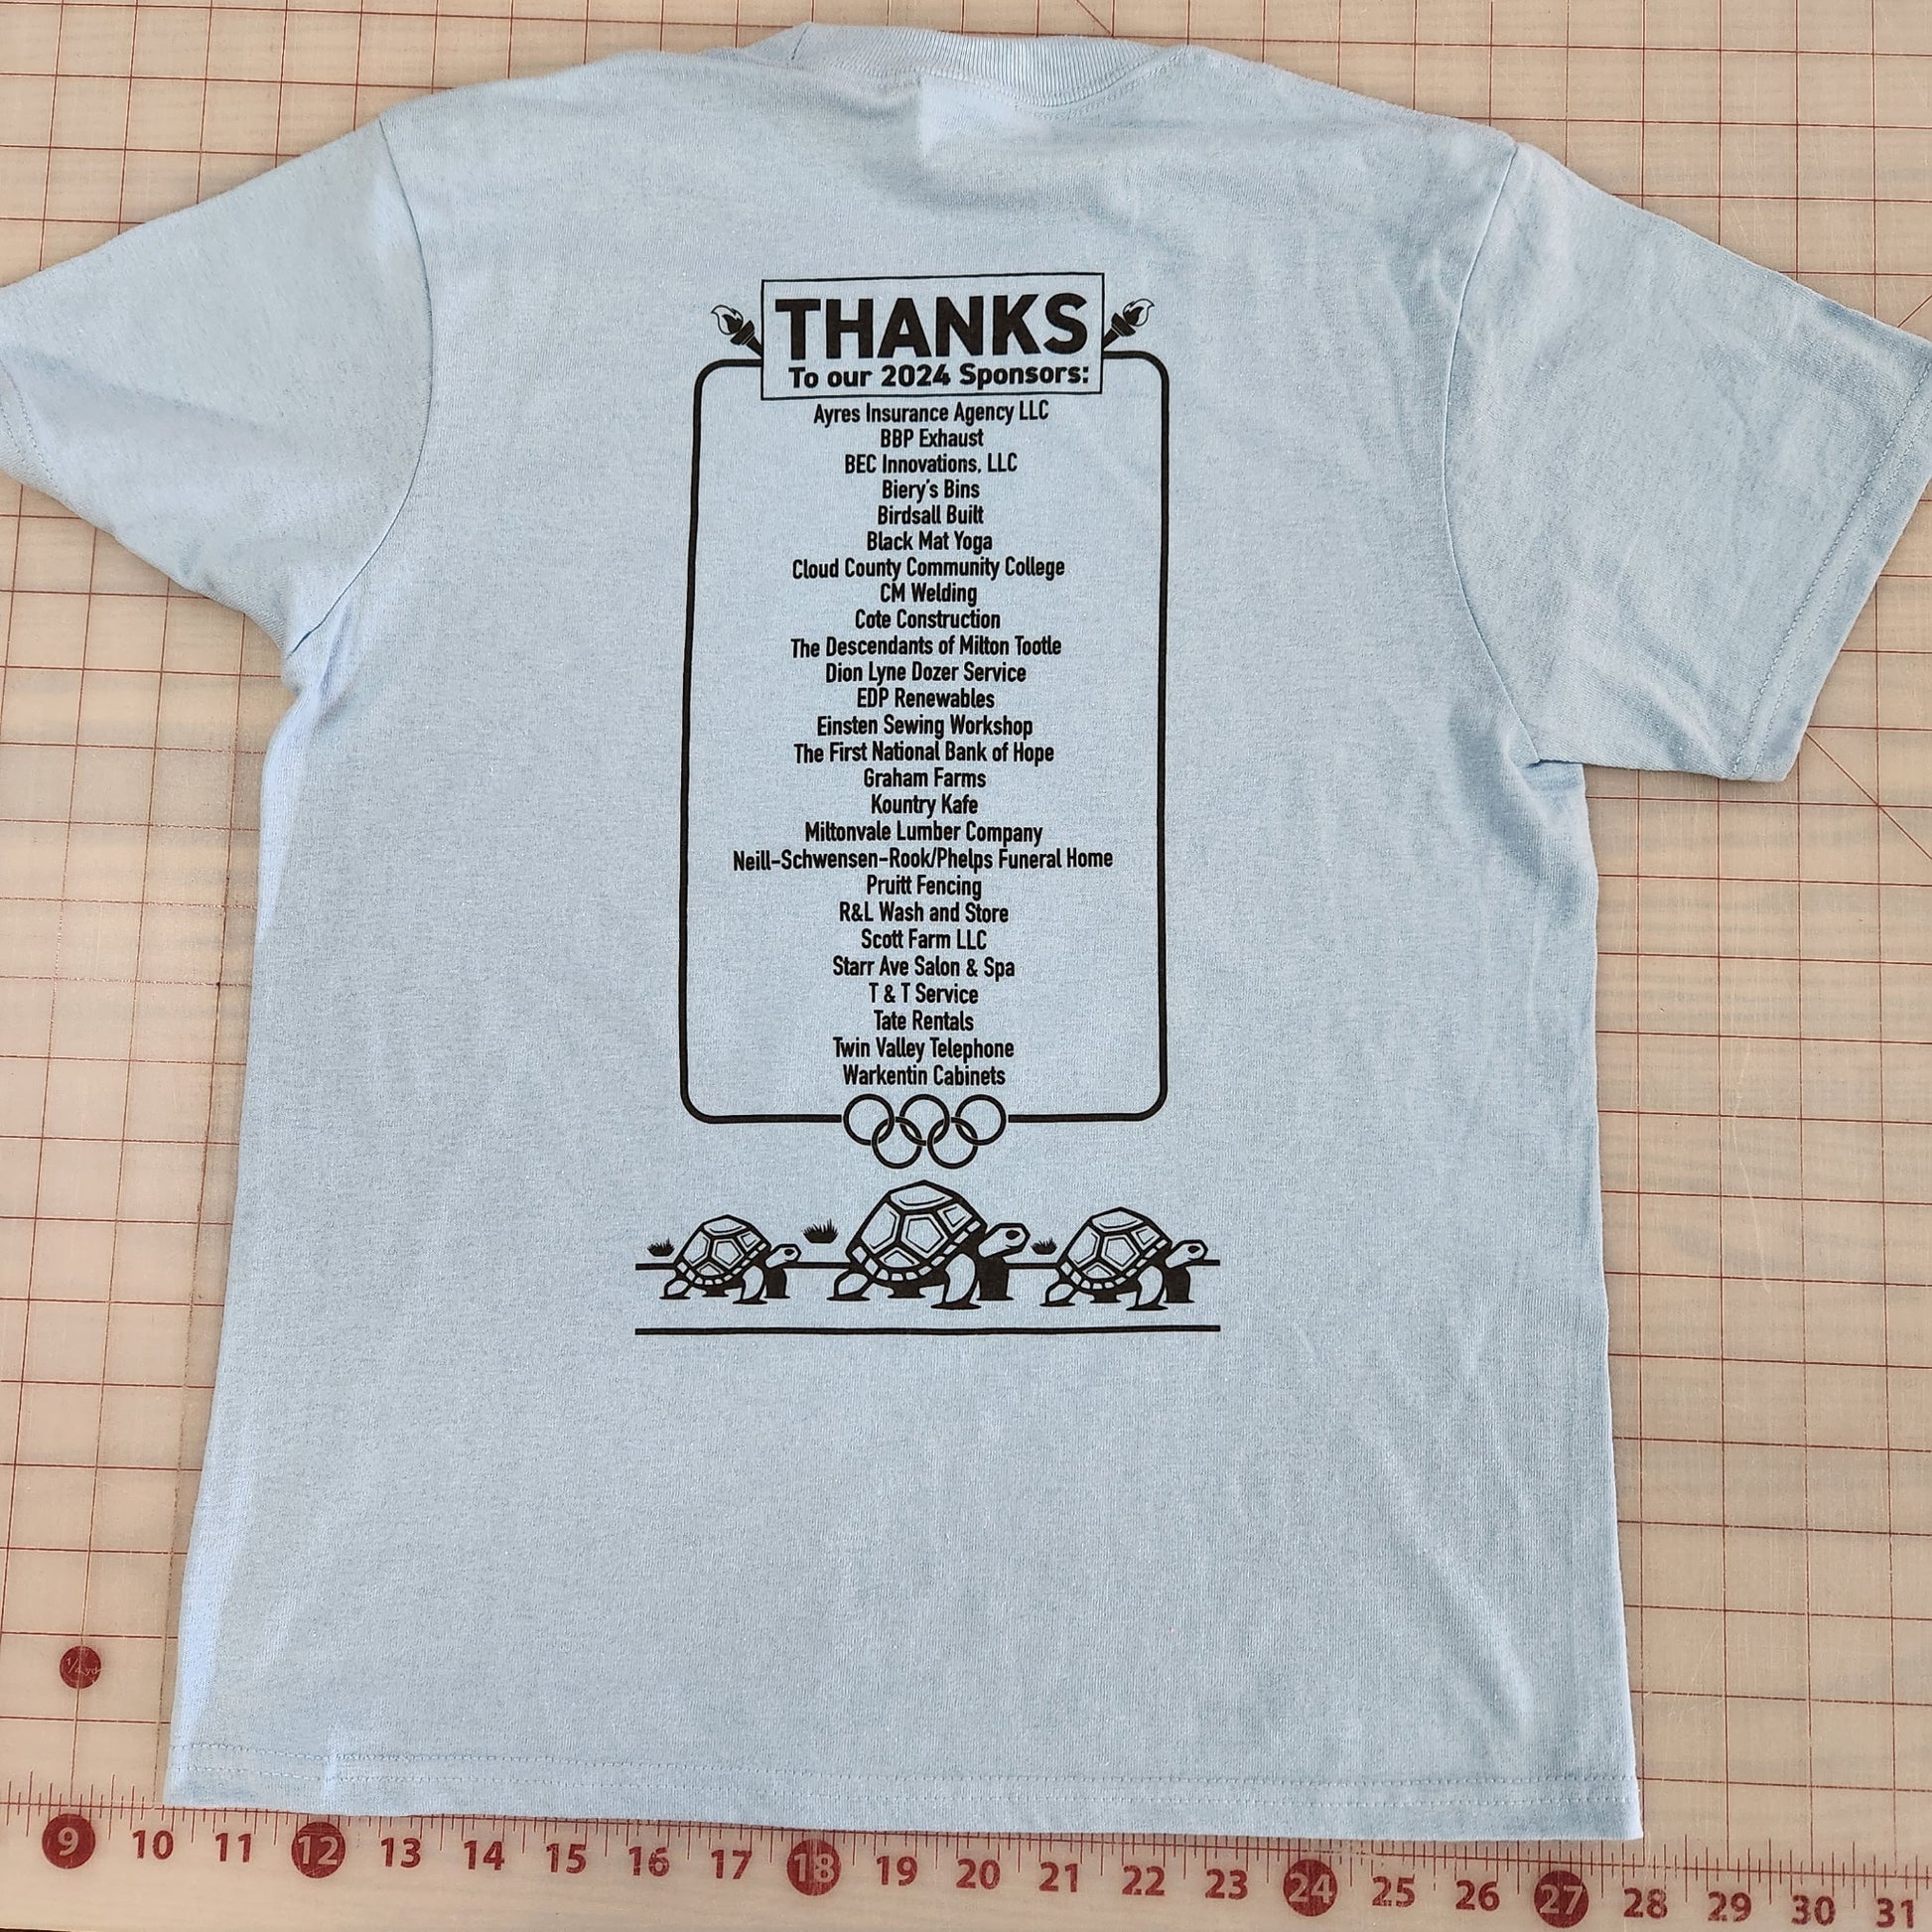 THANKS
To our 2024 Sponsors:
Ayres Insurance Agency LLC
BBP Exhaust
BEC Innovations, LLC
Biery's Bins
Birdsall Built
Black Mat Yoga
Cloud County Community College
CM Welding
Cote Construction
The Descendants of Milton Tootle
Dion Lyne Dozer Service
EDP Renewables
Einsten Sewing Workshop
The First National Bank of Hope
Graham Farms
Kountry Kafe
Miltonvale Lumber Company
Neill-Schwensen-Rook/Phelps Funeral Home
Pruitt Fencing
R&L Wash and Store
Scott Farm LLC
Starr Ave Salon & Spa
T & T Service
Tate Rentals
Twin Valley Telephone
Warkentin Cabinets
1/4 yd
9 10 11 12 13 14 15 16 17 18 19 20 21 22 23 24 25 26 27 28 29 30 31